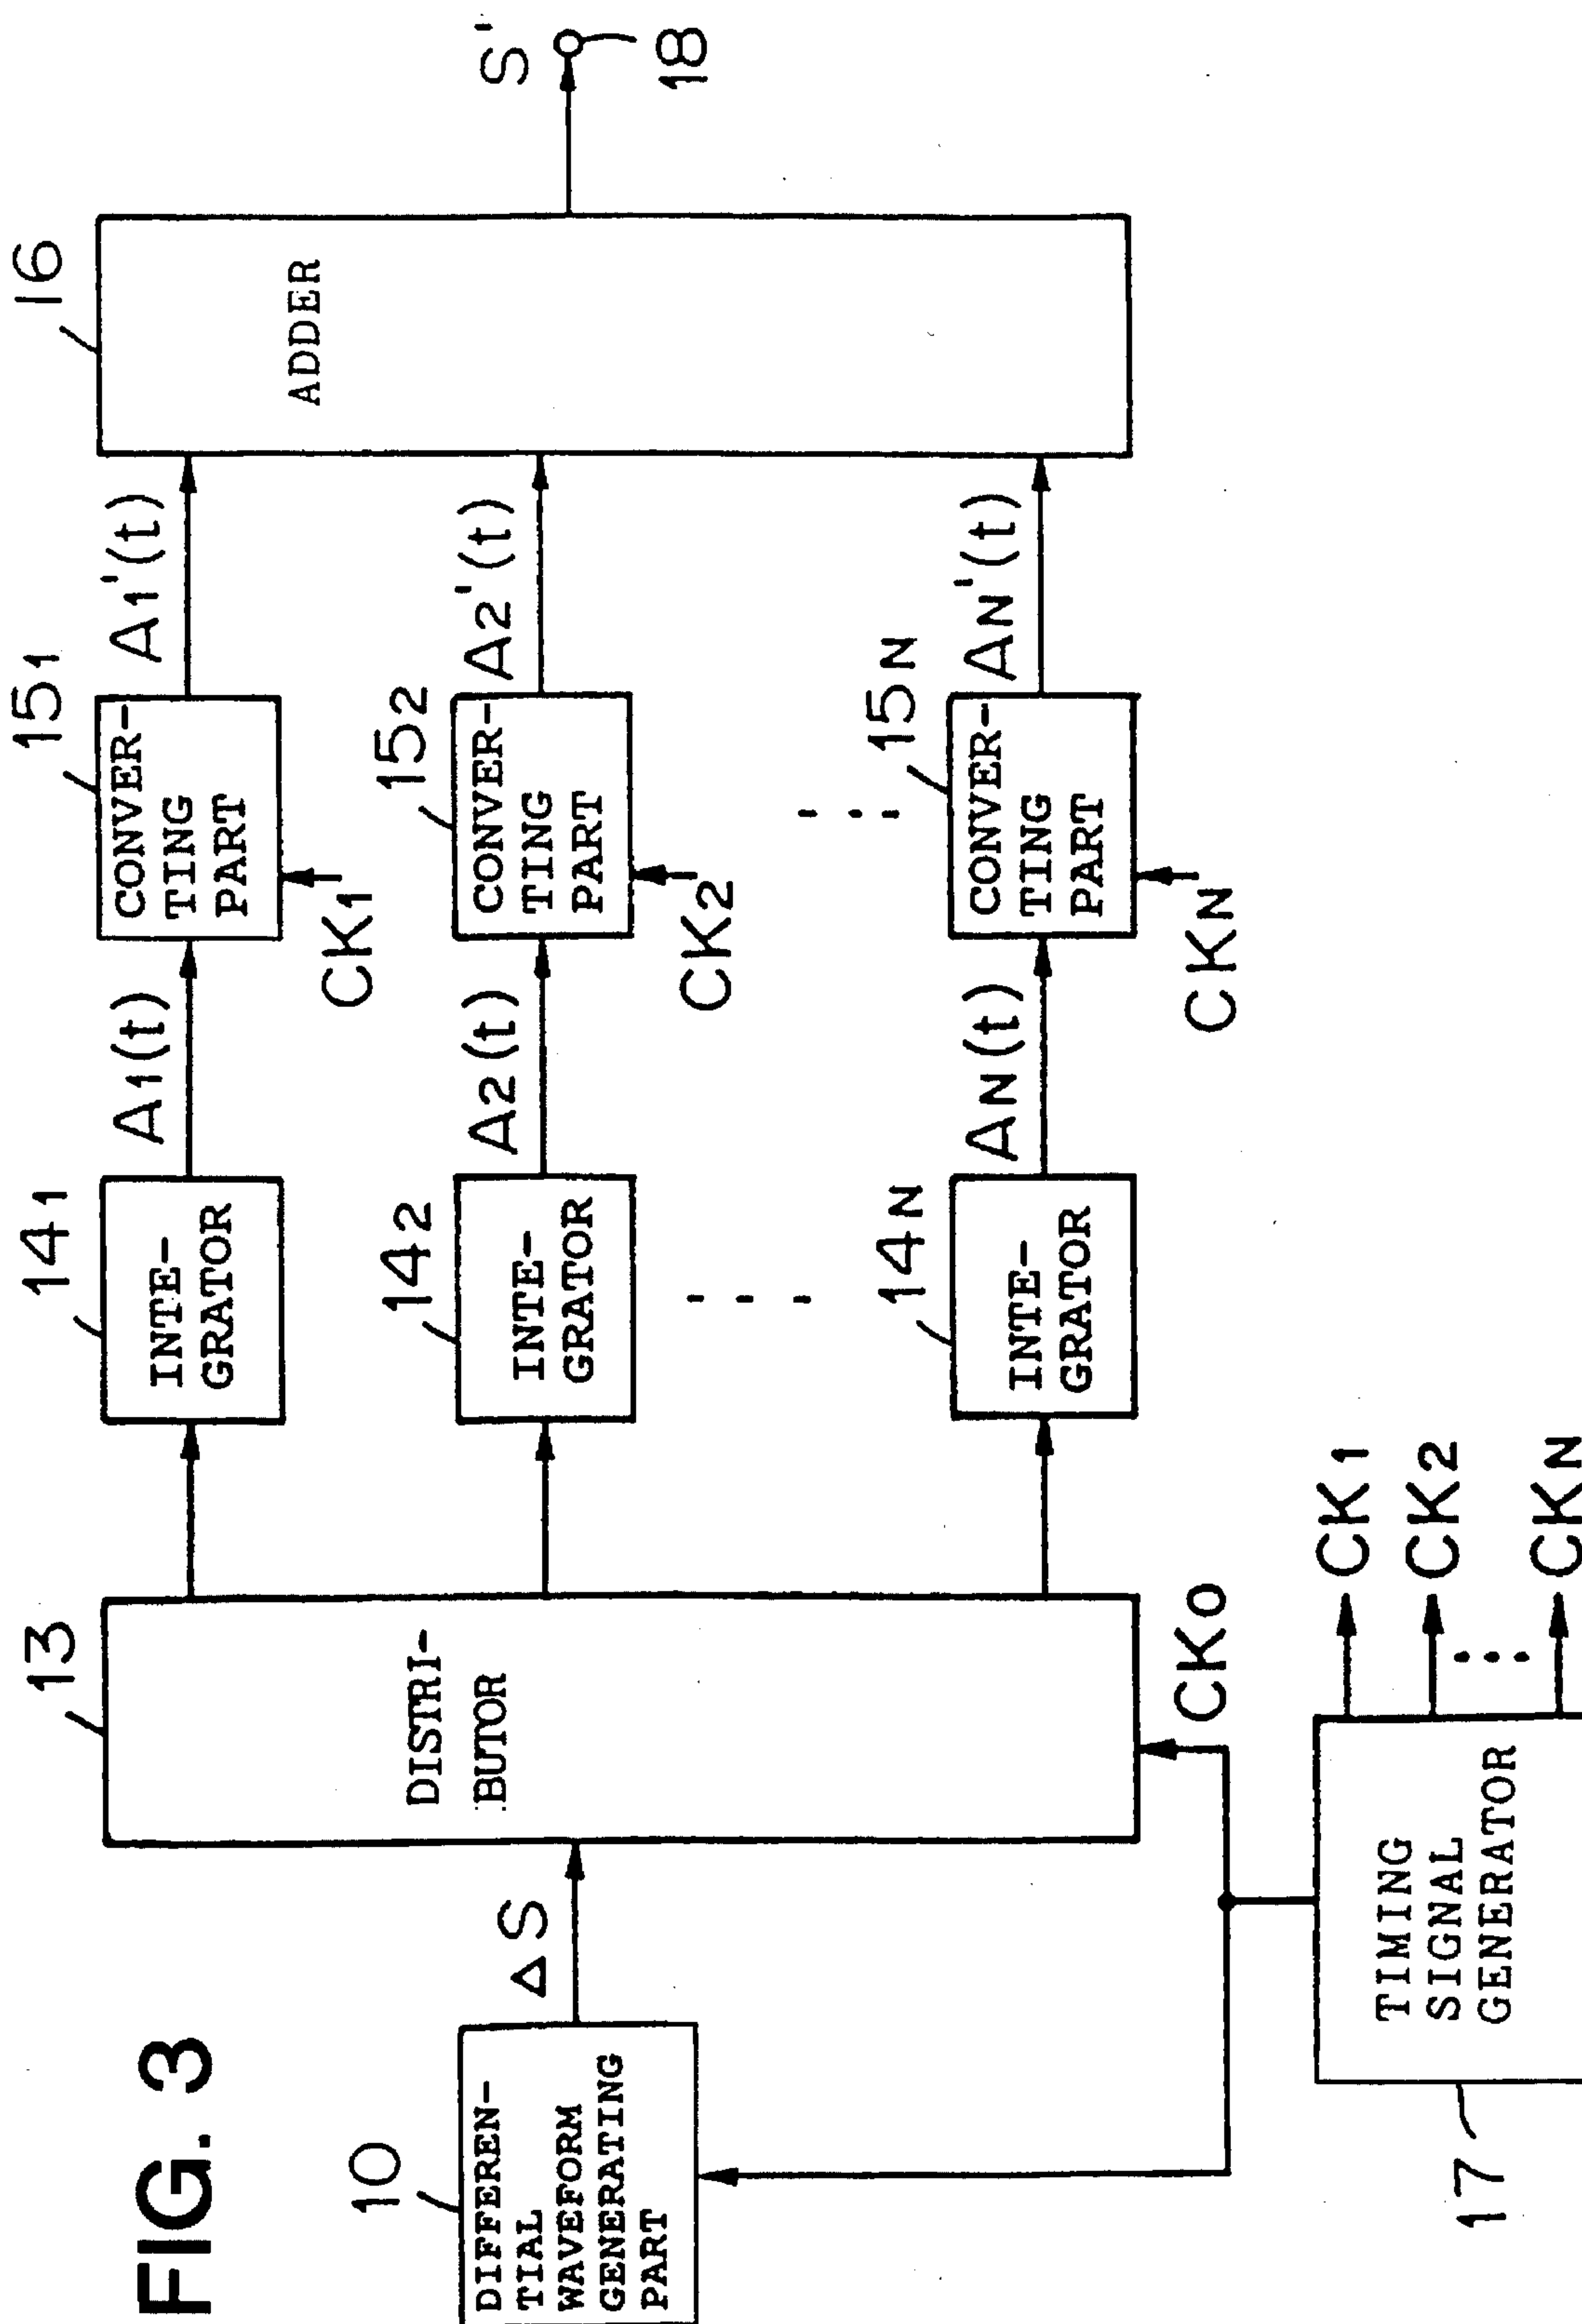 FIG. 3
10
DIFFEREN-
TIAL
WAVEFORM
GENERATING
PART
ΔS
13
DISTRI-
BUTOR
CK0
17
TIMING
SIGNAL
GENERATOR
CK1
CK2
CKN
141
INTE-
GRATOR
A1(t)
151
CONVER-
TING
PART
CK1
A1'(t)
142
INTE-
GRATOR
A2(t)
152
CONVER-
TING
PART
CK2
A2'(t)
14N
INTE-
GRATOR
AN(t)
15N
CONVER-
TING
PART
CKN
AN'(t)
16
ADDER
S'
18